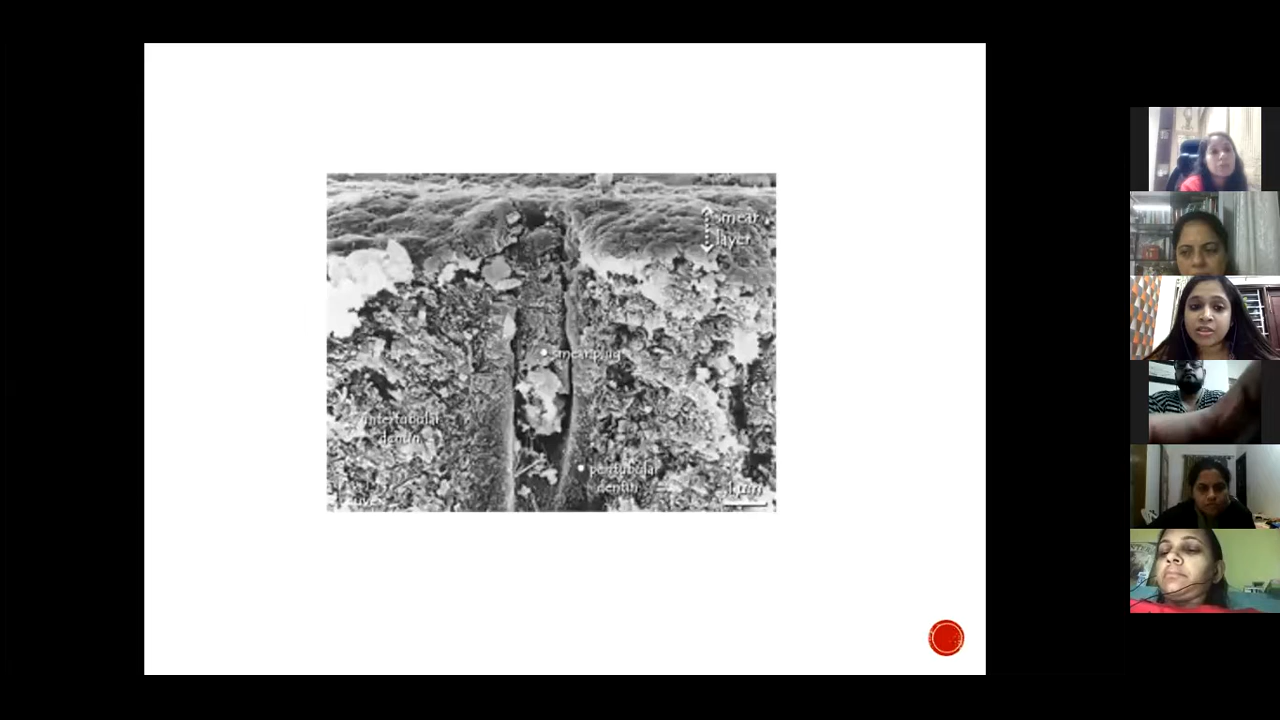 smear
layer
smear plug
intertubular
dentin
peritubular
dentin
1 µm